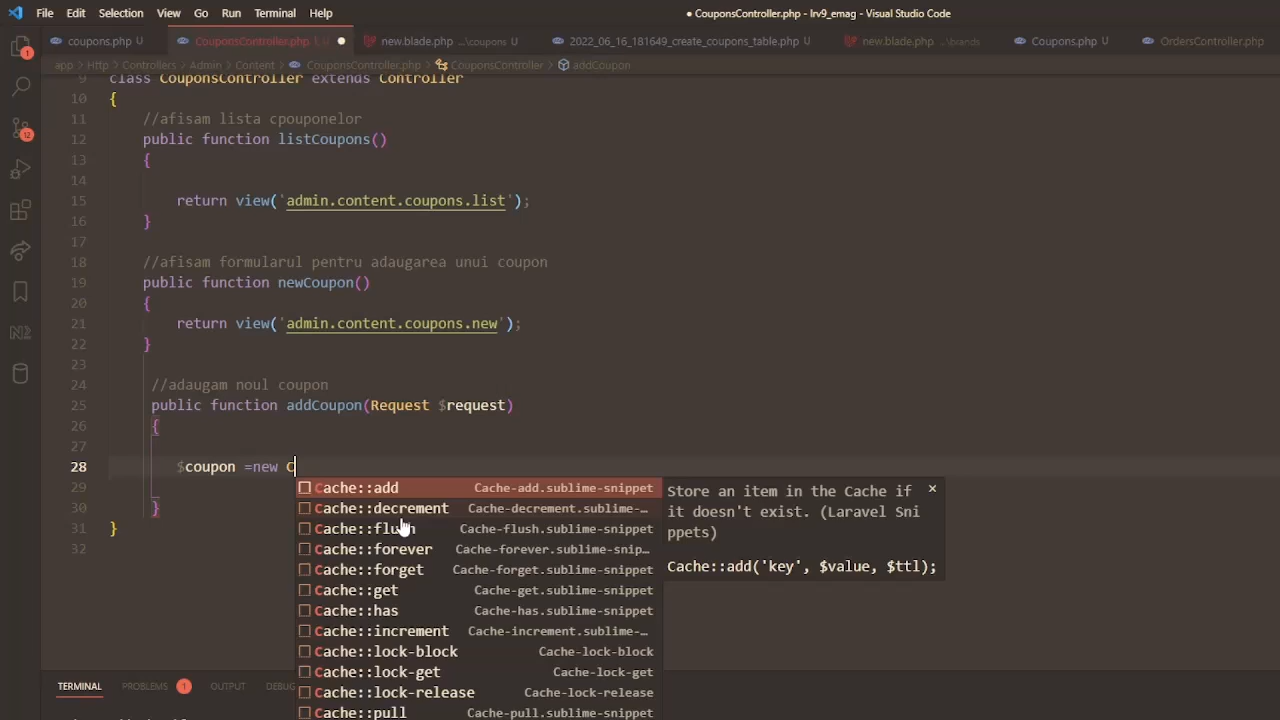 File Edit Selection View Go Run Terminal Help ● CouponsController.php - lrv9_emag - Visual Studio Code
coupons.php U CouponsController.php ● new.blade.php ...\coupons U 2022_06_16_181649_create_coupons_table.php U new.blade.php ...\brands Coupons.php U OrdersController.php
app > Http > Controllers > Admin > Content > CouponsController.php > CouponsController > addCoupon
9 class CouponsController extends Controller
10 {
11 //afisam lista cpouponelor
12 public function listCoupons()
13 {
14
15 return view('admin.content.coupons.list');
16 }
17
18 //afisam formularul pentru adaugarea unui coupon
19 public function newCoupon()
20 {
21 return view('admin.content.coupons.new');
22 }
23
24 //adaugam noul coupon
25 public function addCoupon(Request $request)
26 {
27
28 $coupon =new C
29
30 }
31 }
32
Cache::add Cache-add.sublime-snippet
Cache::decrement Cache-decrement.sublime-…
Cache::flush Cache-flush.sublime-snippet
Cache::forever Cache-forever.sublime-snip…
Cache::forget Cache-forget.sublime-snippet
Cache::get Cache-get.sublime-snippet
Cache::has Cache-has.sublime-snippet
Cache::increment Cache-increment.sublime-…
Cache::lock-block Cache-lock-block
Cache::lock-get Cache-lock-get
Cache::lock-release Cache-lock-release
Cache::pull Cache-pull.sublime-snippet
Store an item in the Cache if
it doesn't exist. (Laravel Sni
ppets)
Cache::add('key', $value, $ttl);
1
12
TERMINAL PROBLEMS 1 OUTPUT DEBUG